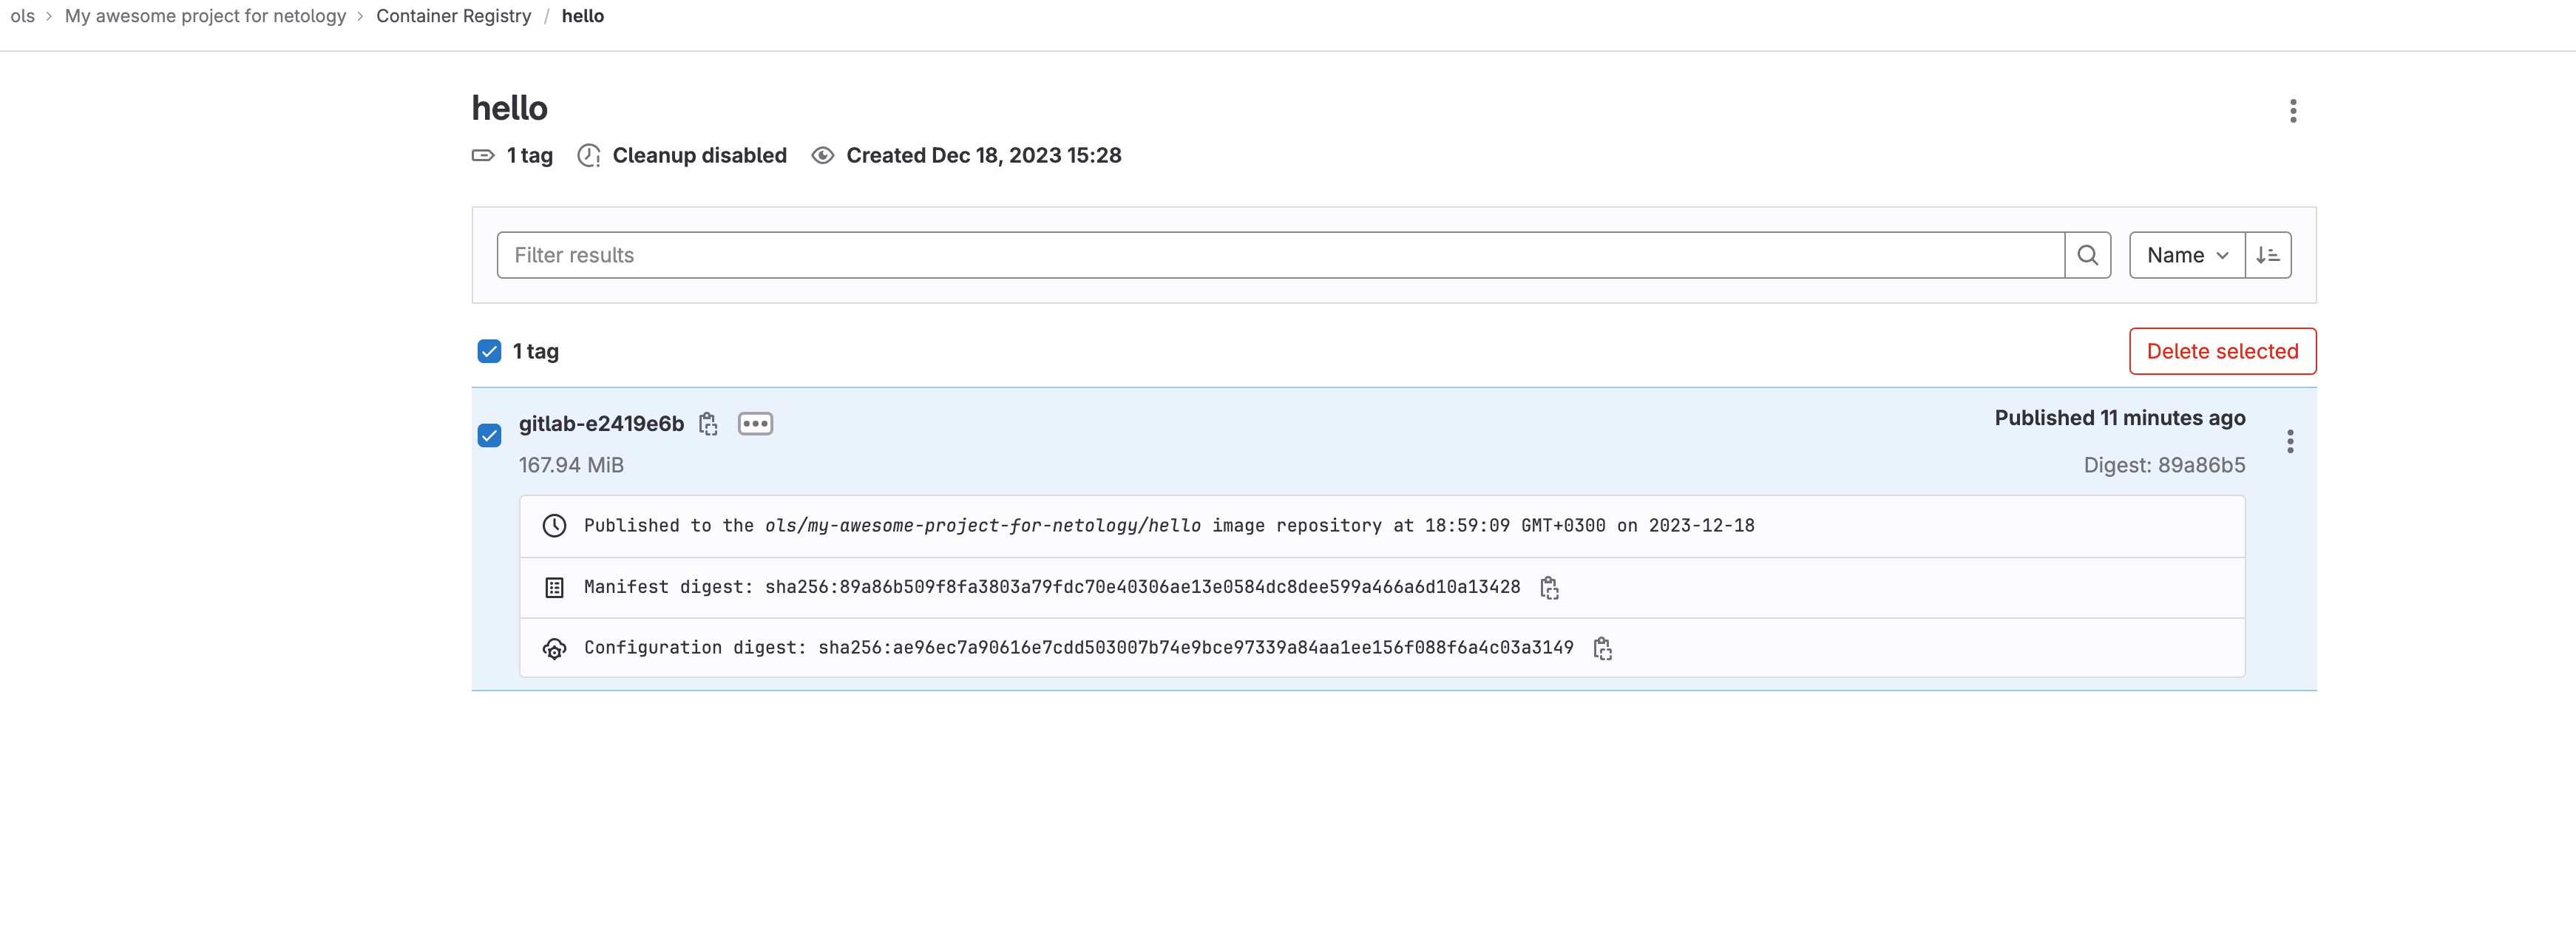 ols > My awesome project for netology > Container Registry / hello
hello
1 tag Cleanup disabled Created Dec 18, 2023 15:28
Filter results Name
1 tag Delete selected
gitlab-e2419e6b Published 11 minutes ago
167.94 MiB Digest: 89a86b5
Published to the ols/my-awesome-project-for-netology/hello image repository at 18:59:09 GMT+0300 on 2023-12-18
Manifest digest: sha256:89a86b509f8fa3803a79fdc70e40306ae13e0584dc8dee599a466a6d10a13428
Configuration digest: sha256:ae96ec7a90616e7cdd503007b74e9bce97339a84aa1ee156f088f6a4c03a3149